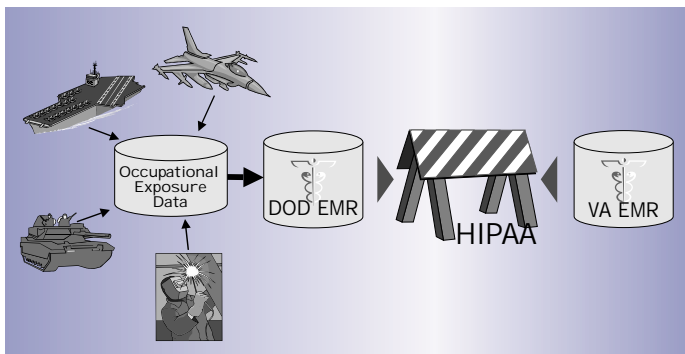 Occupational
Exposure
Data
DOD EMR
HIPAA
VA EMR